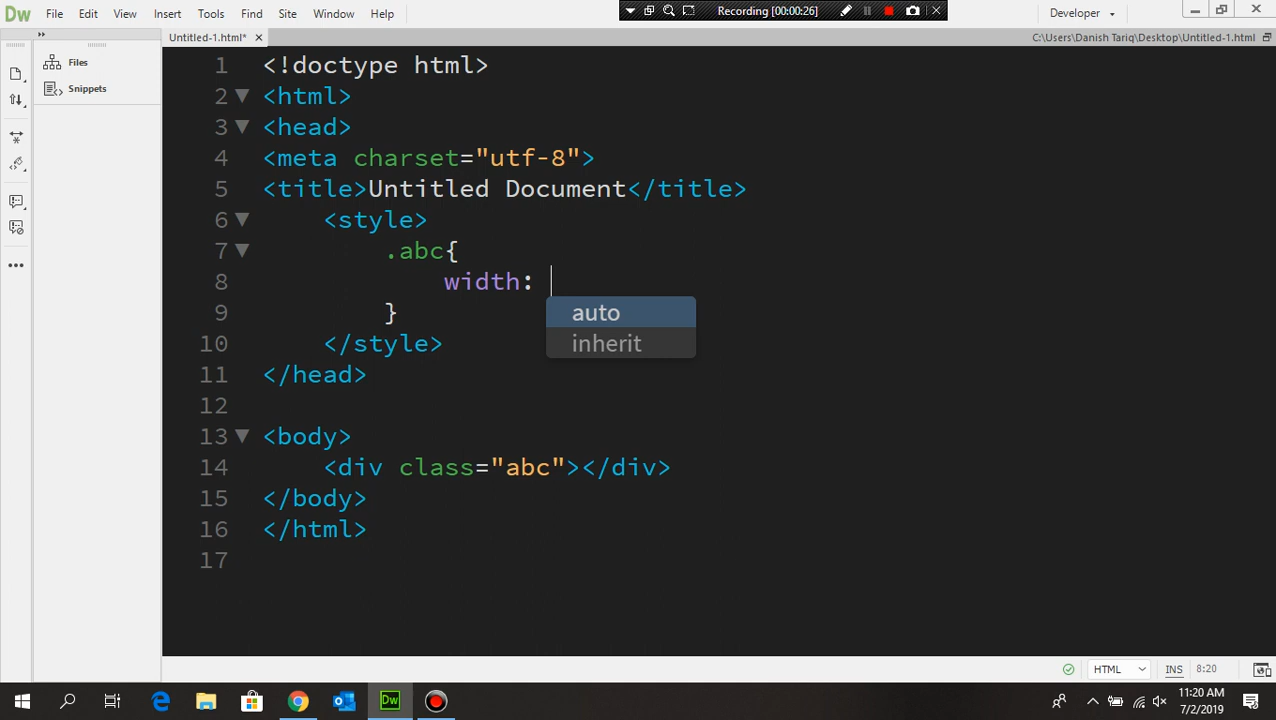 Dw File Edit View Insert Tools Find Site Window Help Recording [00:00:26] Developer
Untitled-1.html* C:\Users\Danish Tariq\Desktop\Untitled-1.html
Files
Snippets
1 <!doctype html>
2 <html>
3 <head>
4 <meta charset="utf-8">
5 <title>Untitled Document</title>
6 <style>
7 .abc{
8 width:
auto
9 }
inherit
10 </style>
11 </head>
12
13 <body>
14 <div class="abc"></div>
15 </body>
16 </html>
17
HTML INS 8:20
Dw
11:20 AM
7/2/2019